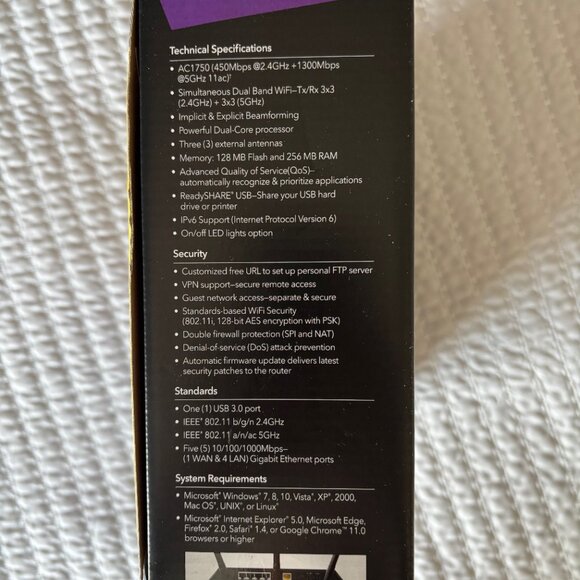 Technical Specifications
• AC1750 (450Mbps @2.4GHz +1300Mbps
@5GHz 11ac)†
• Simultaneous Dual Band WiFi–Tx/Rx 3x3
(2.4GHz) + 3x3 (5GHz)
• Implicit & Explicit Beamforming
• Powerful Dual-Core processor
• Three (3) external antennas
• Memory: 128 MB Flash and 256 MB RAM
• Advanced Quality of Service(QoS)–
automatically recognize & prioritize applications
• ReadySHARE® USB–Share your USB hard
drive or printer
• IPv6 Support (Internet Protocol Version 6)
• On/off LED lights option
Security
• Customized free URL to set up personal FTP server
• VPN support–secure remote access
• Guest network access–separate & secure
• Standards-based WiFi Security
(802.11i, 128-bit AES encryption with PSK)
• Double firewall protection (SPI and NAT)
• Denial-of-service (DoS) attack prevention
• Automatic firmware update delivers latest
security patches to the router
Standards
• One (1) USB 3.0 port
• IEEE® 802.11 b/g/n 2.4GHz
• IEEE® 802.11 a/n/ac 5GHz
• Five (5) 10/100/1000Mbps–
(1 WAN & 4 LAN) Gigabit Ethernet ports
System Requirements
• Microsoft® Windows® 7, 8, 10, Vista®, XP®, 2000,
Mac OS®, UNIX®, or Linux®
• Microsoft® Internet Explorer® 5.0, Microsoft Edge,
Firefox® 2.0, Safari® 1.4, or Google Chrome™ 11.0
browsers or higher